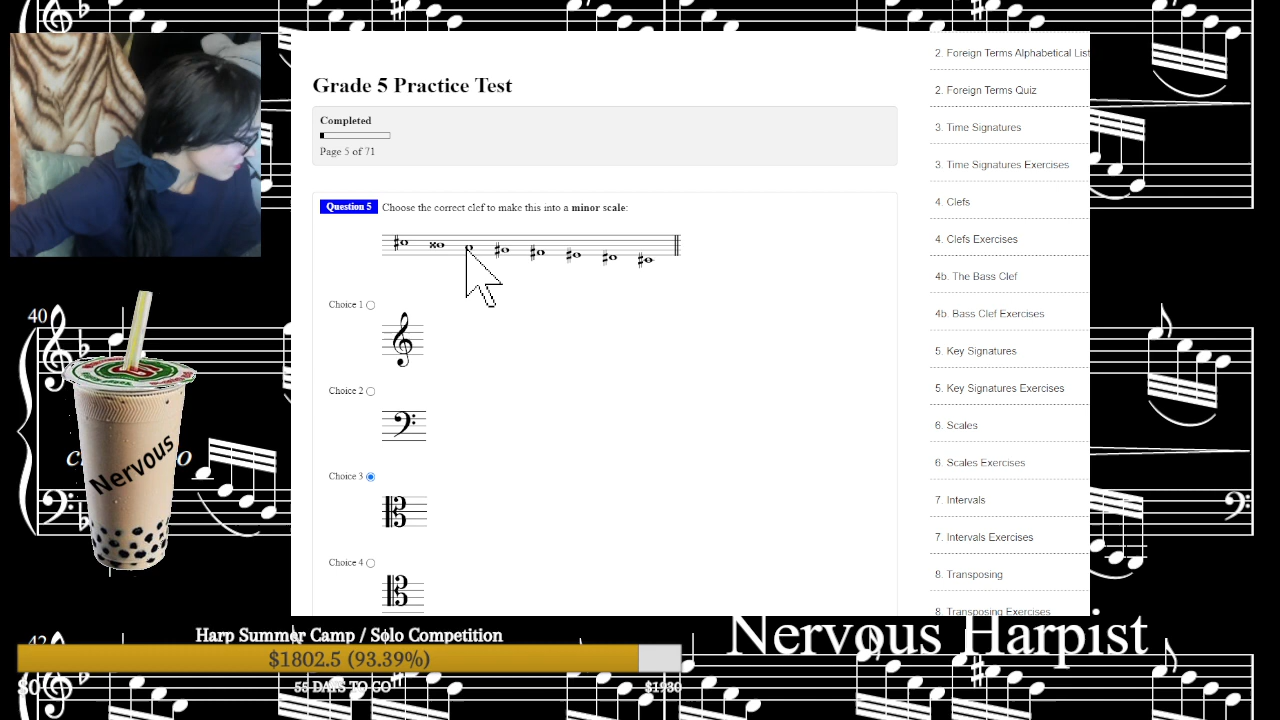 Grade 5 Practice Test
Completed
Page 5 of 71
Question 5 Choose the correct clef to make this into a minor scale:
Choice 1
Choice 2
Choice 3
Choice 4
2. Foreign Terms Alphabetical List
2. Foreign Terms Quiz
3. Time Signatures
3. Time Signatures Exercises
4. Clefs
4. Clefs Exercises
4b. The Bass Clef
4b. Bass Clef Exercises
5. Key Signatures
5. Key Signatures Exercises
6. Scales
6. Scales Exercises
7. Intervals
7. Intervals Exercises
8. Transposing
8. Transposing Exercises
40
Nervous
42
Harp Summer Camp / Solo Competition
$1802.5 (93.39%)
$0
55 DAYS TO GO
$1930
Nervous Harpist